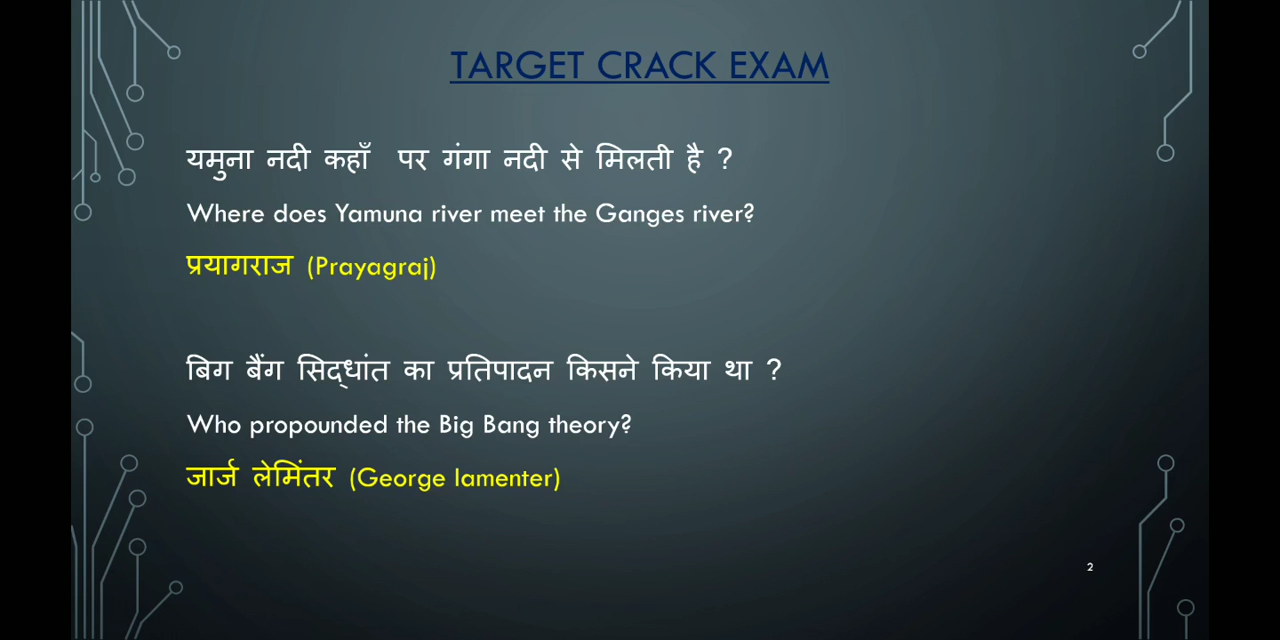 TARGET CRACK EXAM
यमुना नदी कहाँ पर गंगा नदी से मिलती है ?
Where does Yamuna river meet the Ganges river?
प्रयागराज (Prayagraj)
बिग बैंग सिद्धांत का प्रतिपादन किसने किया था ?
Who propounded the Big Bang theory?
जार्ज लेमिंतर (George lamenter)
2